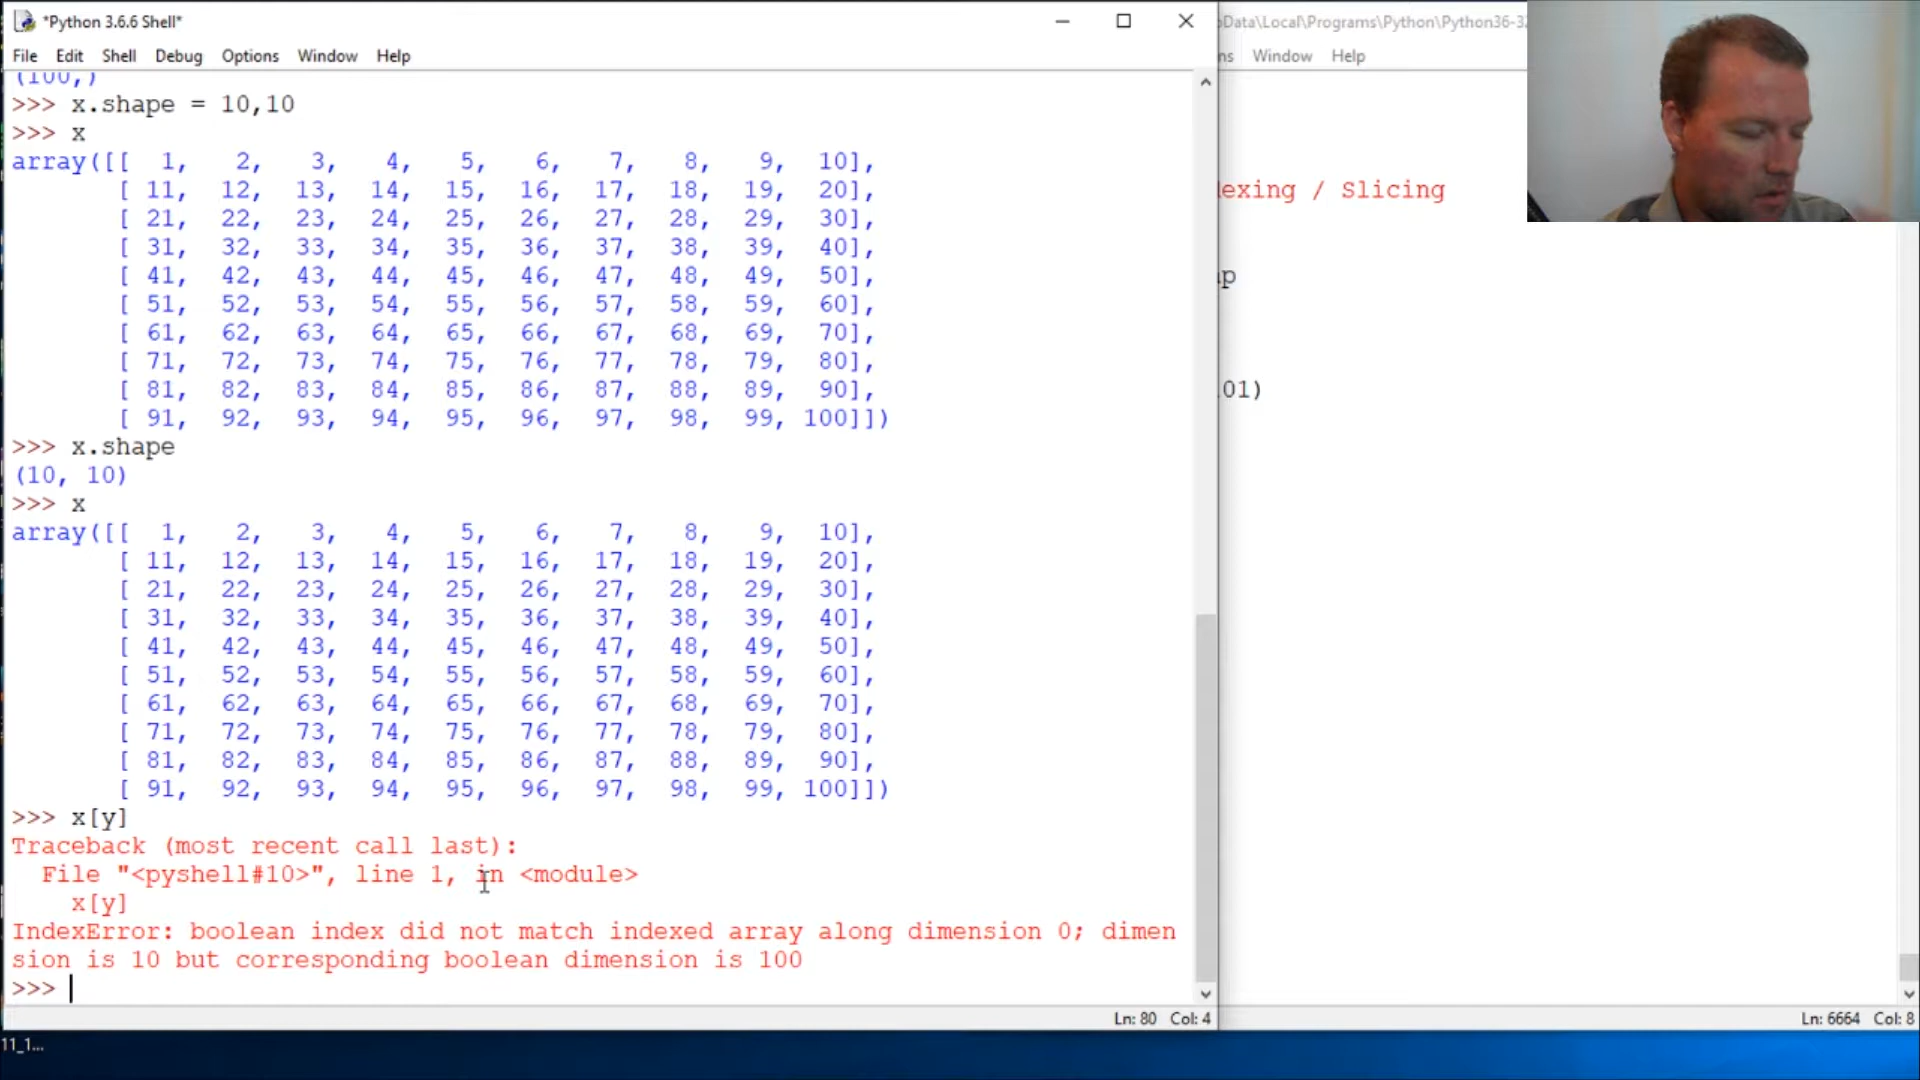 *Python 3.6.6 Shell*
File Edit Shell Debug Options Window Help
(100,)
>>> x.shape = 10,10
>>> x
array([[ 1, 2, 3, 4, 5, 6, 7, 8, 9, 10],
[ 11, 12, 13, 14, 15, 16, 17, 18, 19, 20],
[ 21, 22, 23, 24, 25, 26, 27, 28, 29, 30],
[ 31, 32, 33, 34, 35, 36, 37, 38, 39, 40],
[ 41, 42, 43, 44, 45, 46, 47, 48, 49, 50],
[ 51, 52, 53, 54, 55, 56, 57, 58, 59, 60],
[ 61, 62, 63, 64, 65, 66, 67, 68, 69, 70],
[ 71, 72, 73, 74, 75, 76, 77, 78, 79, 80],
[ 81, 82, 83, 84, 85, 86, 87, 88, 89, 90],
[ 91, 92, 93, 94, 95, 96, 97, 98, 99, 100]])
>>> x.shape
(10, 10)
>>> x
array([[ 1, 2, 3, 4, 5, 6, 7, 8, 9, 10],
[ 11, 12, 13, 14, 15, 16, 17, 18, 19, 20],
[ 21, 22, 23, 24, 25, 26, 27, 28, 29, 30],
[ 31, 32, 33, 34, 35, 36, 37, 38, 39, 40],
[ 41, 42, 43, 44, 45, 46, 47, 48, 49, 50],
[ 51, 52, 53, 54, 55, 56, 57, 58, 59, 60],
[ 61, 62, 63, 64, 65, 66, 67, 68, 69, 70],
[ 71, 72, 73, 74, 75, 76, 77, 78, 79, 80],
[ 81, 82, 83, 84, 85, 86, 87, 88, 89, 90],
[ 91, 92, 93, 94, 95, 96, 97, 98, 99, 100]])
>>> x[y]
Traceback (most recent call last):
File "<pyshell#10>", line 1, in <module>
x[y]
IndexError: boolean index did not match indexed array along dimension 0; dimen
sion is 10 but corresponding boolean dimension is 100
>>>
Ln: 80 Col: 4
Data\Local\Programs\Python\Python36-3
ns Window Help
exing / Slicing
p
01)
Ln: 6664 Col: 8
11_1...